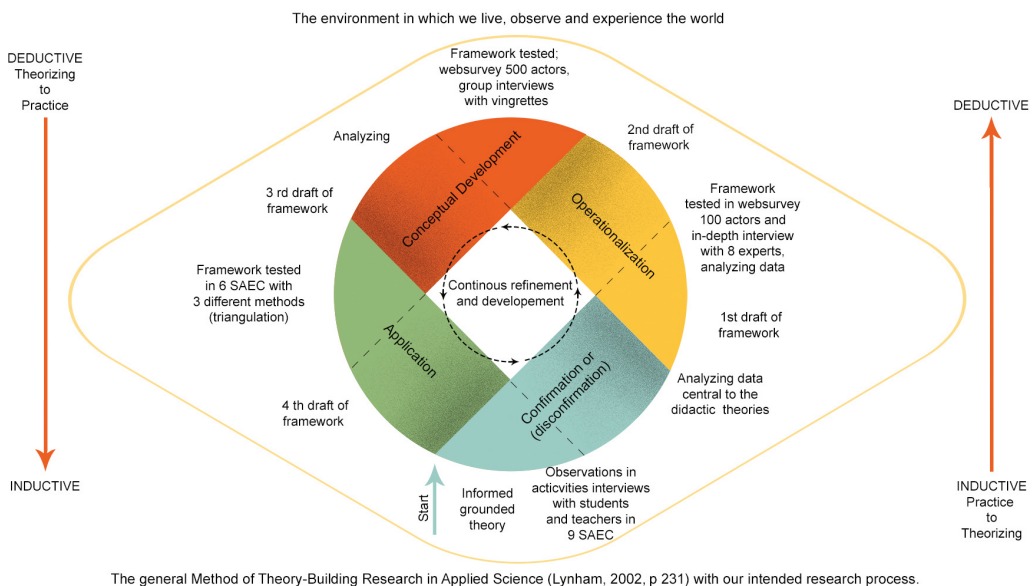 The environment in which we live, observe and experience the world
DEDUCTIVE
Theorizing
to
Practice
INDUCTIVE
Framework tested;
websurvey 500 actors,
group interviews
with vingrettes
Analyzing
3 rd draft of
framework
Framework tested
in 6 SAEC with
3 different methods
(triangulation)
4 th draft of
framework
Conceptual Development
Operationalization
Application
Confirmation or
(disconfirmation)
Continous refinement
and developement
2nd draft of
framework
Framework
tested in websurvey
100 actors and
in-depth interview
with 8 experts,
analyzing data
1st draft of
framework
Analyzing data
central to the
didactic theories
Observations in
acticvities interviews
with students
and teachers in
9 SAEC
Informed
grounded
theory
Start
DEDUCTIVE
INDUCTIVE
Practice
to
Theorizing
The general Method of Theory-Building Research in Applied Science (Lynham, 2002, p 231) with our intended research process.